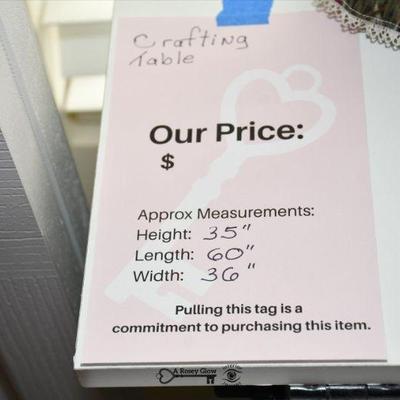 Crafting
Table
Our Price:
$
Approx Measurements:
Height: 35"
Length: 60"
Width: 36"
Pulling this tag is a
commitment to purchasing this item.
A Rosey Glow